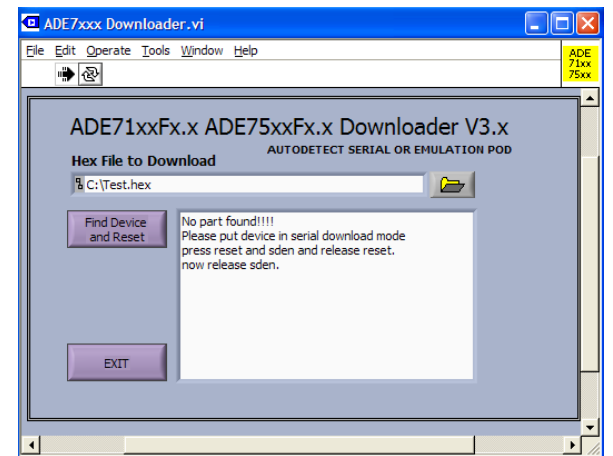 ADE7xxx Downloader.vi
File Edit Operate Tools Window Help
ADE
71xx
75xx
ADE71xxFx.x ADE75xxFx.x Downloader V3.x
AUTODETECT SERIAL OR EMULATION POD
Hex File to Download
C:\Test.hex
Find Device
and Reset
No part found!!!!
Please put device in serial download mode
press reset and sden and release reset.
now release sden.
EXIT